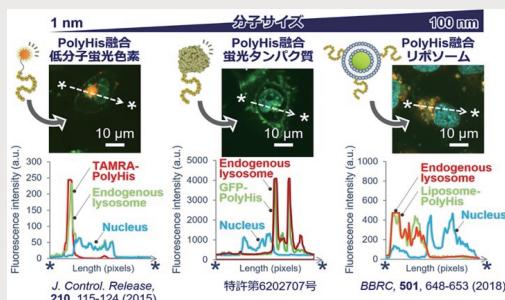 1 nm
分子サイズ
100 nm
PolyHis融合
低分子蛍光色素
PolyHis融合
蛍光タンパク質
PolyHis融合
リポソーム
*
*
10 μm
*
*
10 μm
*
*
10 μm
Fluorescence intensity (a.u.)
300
250
200
150
100
50
0
TAMRA-
PolyHis
Endogenous
lysosome
Nucleus
* Length (pixels) *
Fluorescence intensity (a.u.)
5000
4000
3000
2000
1000
0
Endogenous
lysosome
GFP-
PolyHis
Nucleus
* Length (pixels) *
Fluorescence intensity (a.u.)
1000
800
600
400
200
0
Endogenous
lysosome
Liposome-
PolyHis
Nucleus
* Length (pixels) *
J. Control. Release,
210, 115-124 (2015)
特許第6202707号
BBRC, 501, 648-653 (2018)